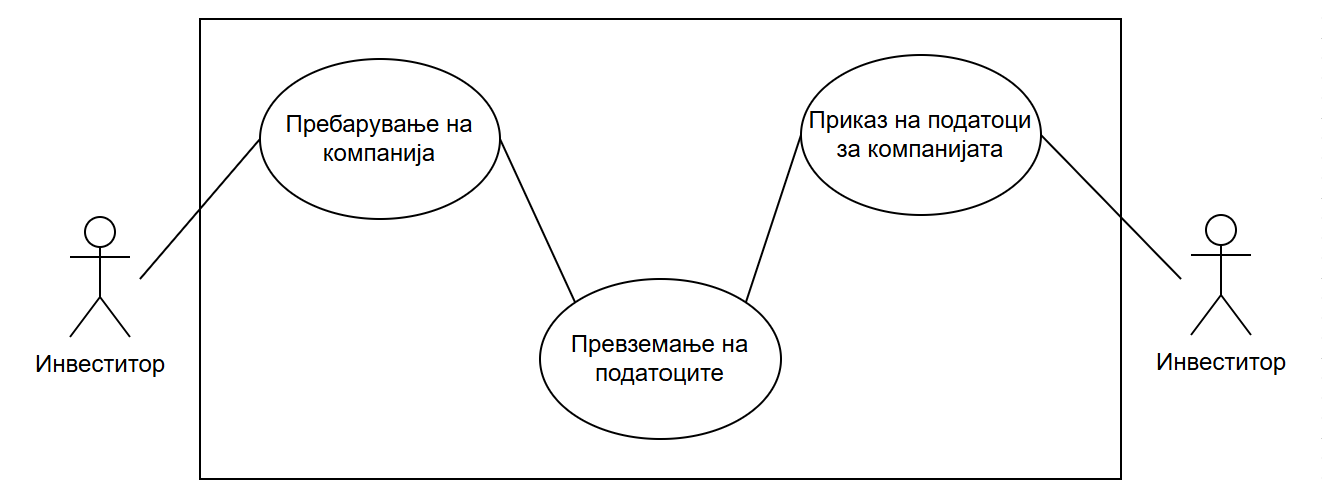 Пребарување на
компанија
Приказ на податоци
за компанијата
Превземање на
податоците
Инвеститор
Инвеститор